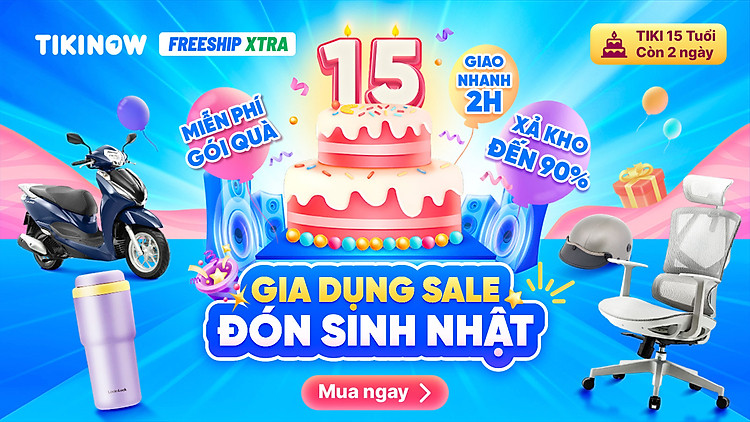 TIKINOW
FREESHIP XTRA
15
TIKI 15 Tuổi
Còn 2 ngày
GIAO
NHANH
2H
MIỄN PHÍ
GÓI QUÀ
XẢ KHO
ĐẾN 90%
GIA DỤNG SALE
ĐÓN SINH NHẬT
LocknLock
Mua ngay